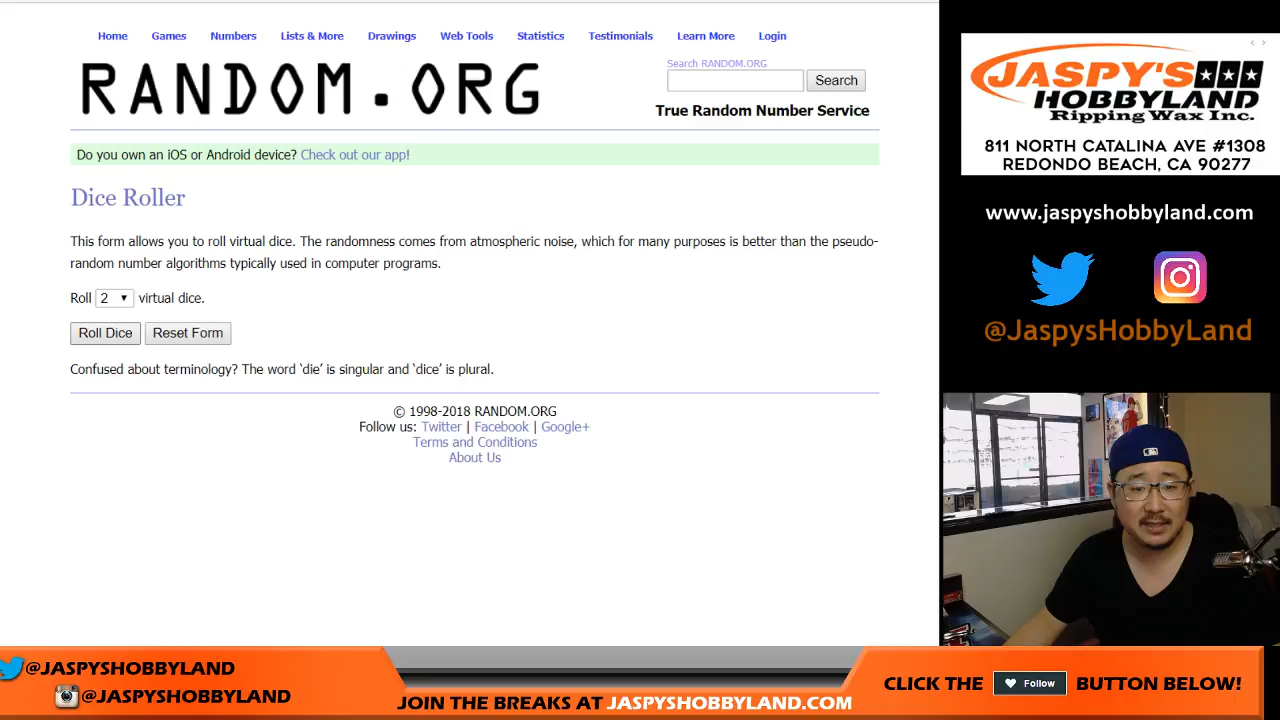 Home Games Numbers Lists & More Drawings Web Tools Statistics Testimonials Learn More Login
RANDOM.ORG
Search RANDOM.ORG
Search
True Random Number Service
Do you own an iOS or Android device? Check out our app!
Dice Roller
This form allows you to roll virtual dice. The randomness comes from atmospheric noise, which for many purposes is better than the pseudo-
random number algorithms typically used in computer programs.
Roll 2 virtual dice.
Roll Dice Reset Form
Confused about terminology? The word ‘die’ is singular and ‘dice’ is plural.
© 1998-2018 RANDOM.ORG
Follow us: Twitter | Facebook | Google+
Terms and Conditions
About Us
JASPY'S
HOBBYLAND
Ripping Wax Inc.
811 NORTH CATALINA AVE #1308
REDONDO BEACH, CA 90277
www.jaspyshobbyland.com
@JaspysHobbyLand
@JASPYSHOBBYLAND
@JASPYSHOBBYLAND
JOIN THE BREAKS AT JASPYSHOBBYLAND.COM
CLICK THE Follow BUTTON BELOW!